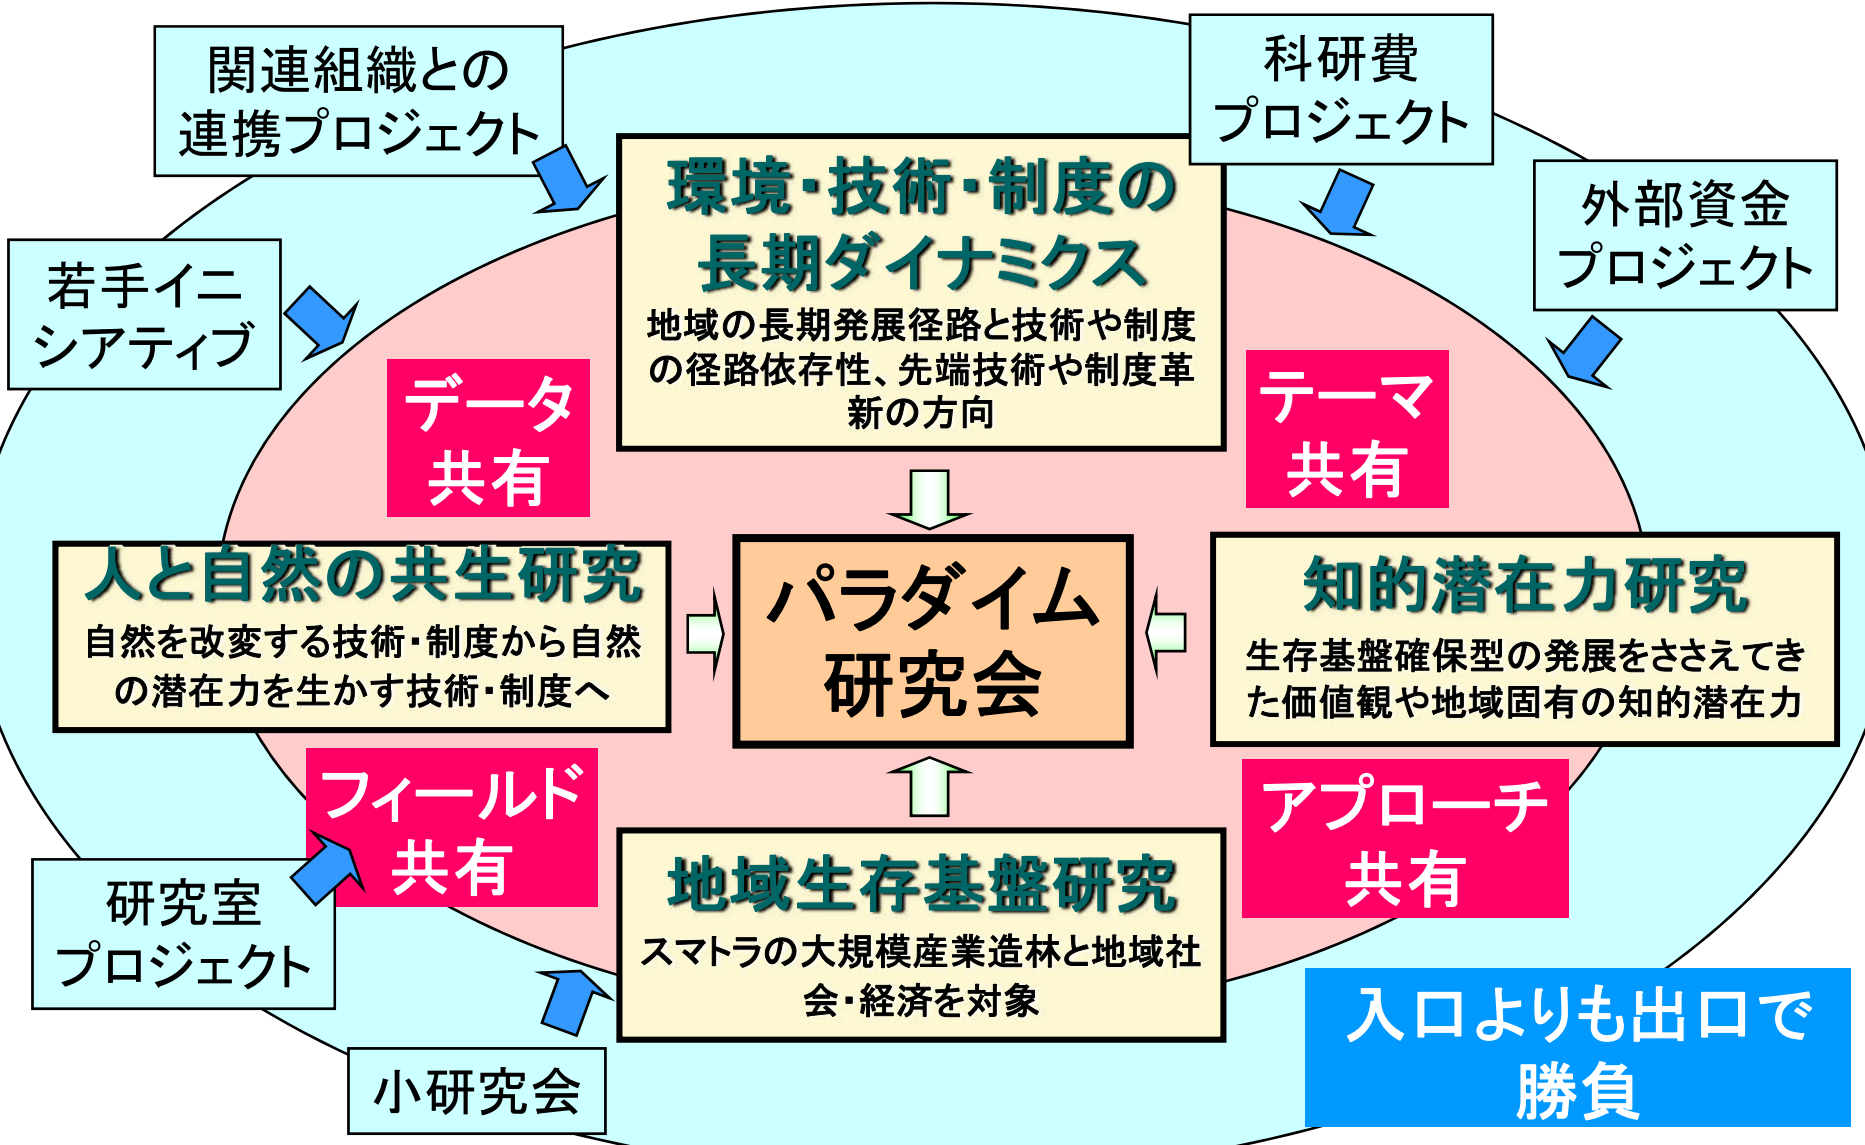 関連組織との
連携プロジェクト
科研費
プロジェクト
外部資金
プロジェクト
若手イニ
シアティブ
環境・技術・制度の
長期ダイナミクス
地域の長期発展径路と技術や制度
の径路依存性、先端技術や制度革
新の方向
データ
共有
テーマ
共有
人と自然の共生研究
自然を改変する技術・制度から自然
の潜在力を生かす技術・制度へ
パラダイム
研究会
知的潜在力研究
生存基盤確保型の発展をささえてき
た価値観や地域固有の知的潜在力
フィールド
共有
アプローチ
共有
地域生存基盤研究
スマトラの大規模産業造林と地域社
会・経済を対象
研究室
プロジェクト
小研究会
入口よりも出口で
勝負